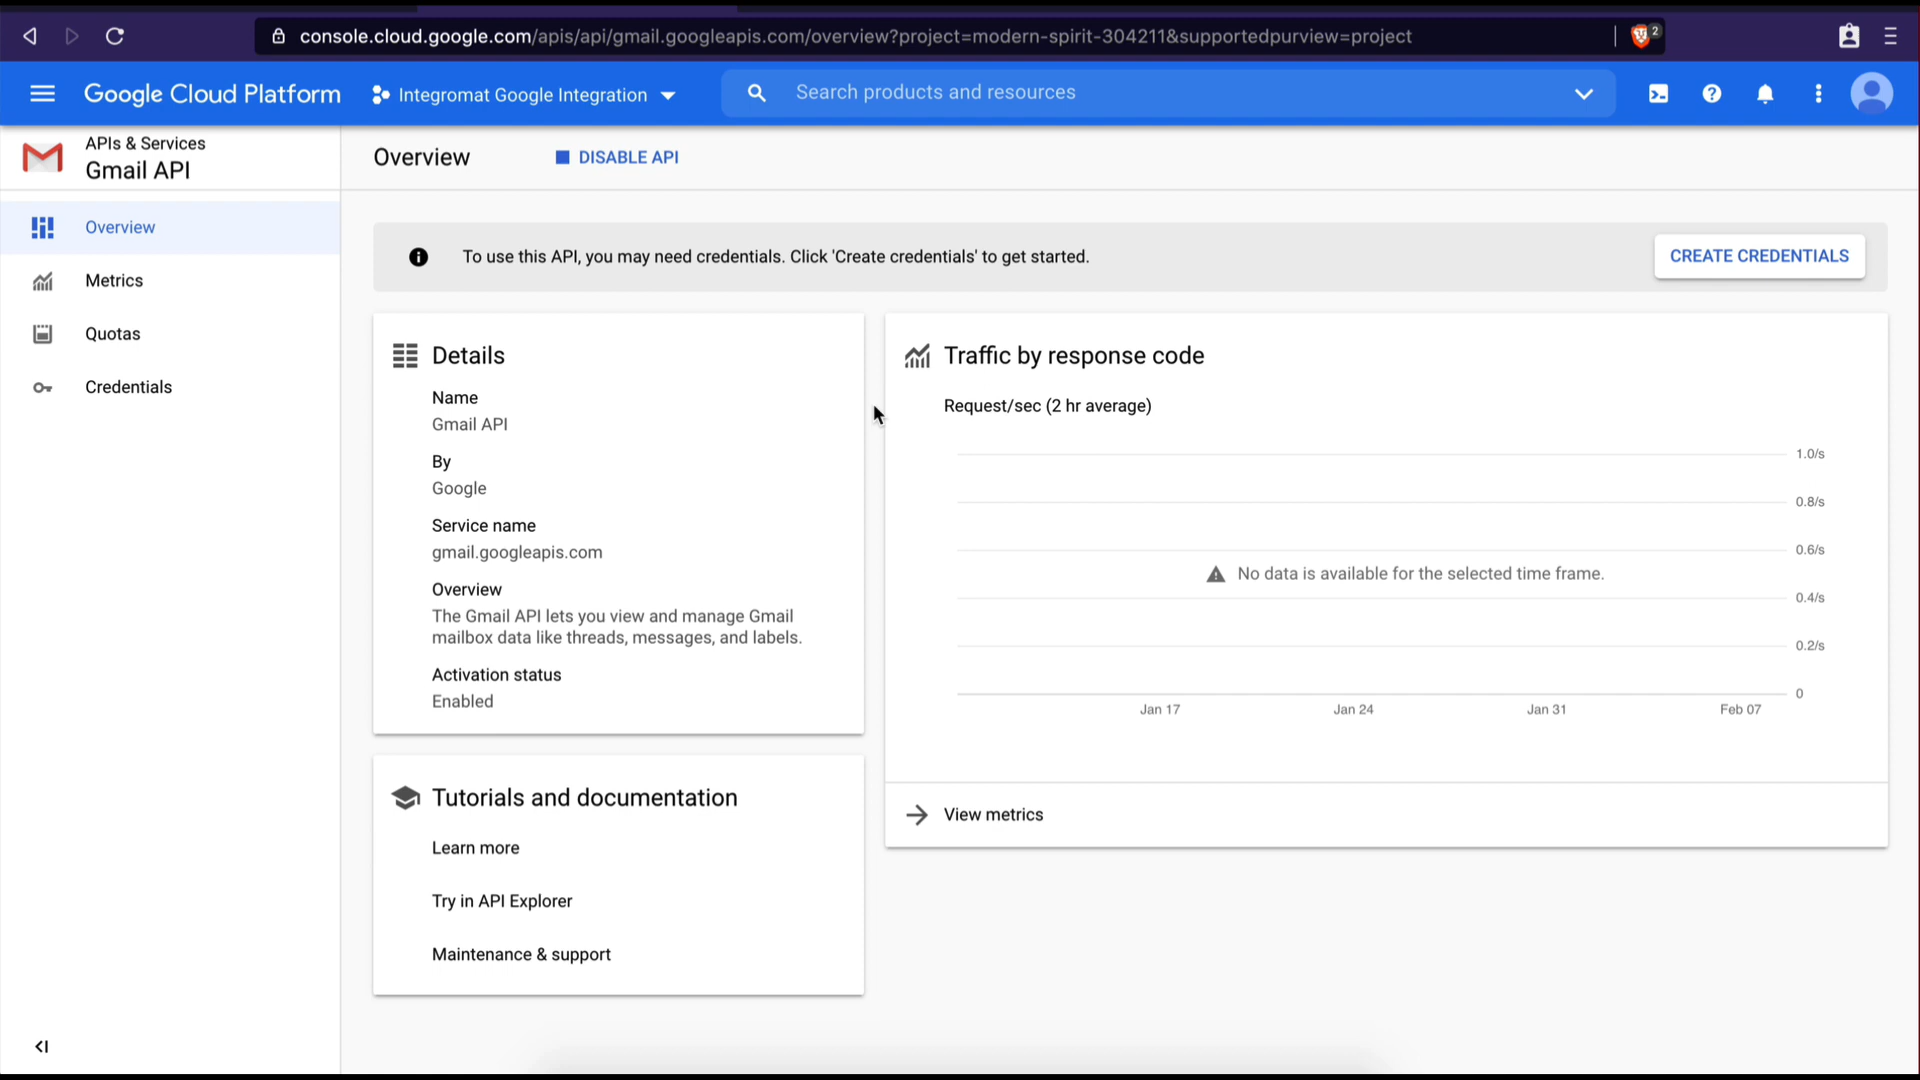 console.cloud.google.com/apis/api/gmail.googleapis.com/overview?project=modern-spirit-304211&supportedpurview=project
2
Google Cloud Platform
Integromat Google Integration
Search products and resources
APIs & Services
Gmail API
Overview
DISABLE API
Overview
Metrics
Quotas
Credentials
To use this API, you may need credentials. Click 'Create credentials' to get started.
CREATE CREDENTIALS
Details
Name
Gmail API
By
Google
Service name
gmail.googleapis.com
Overview
The Gmail API lets you view and manage Gmail
mailbox data like threads, messages, and labels.
Activation status
Enabled
Traffic by response code
Request/sec (2 hr average)
1.0/s
0.8/s
0.6/s
No data is available for the selected time frame.
0.4/s
0.2/s
0
Jan 17
Jan 24
Jan 31
Feb 07
View metrics
Tutorials and documentation
Learn more
Try in API Explorer
Maintenance & support